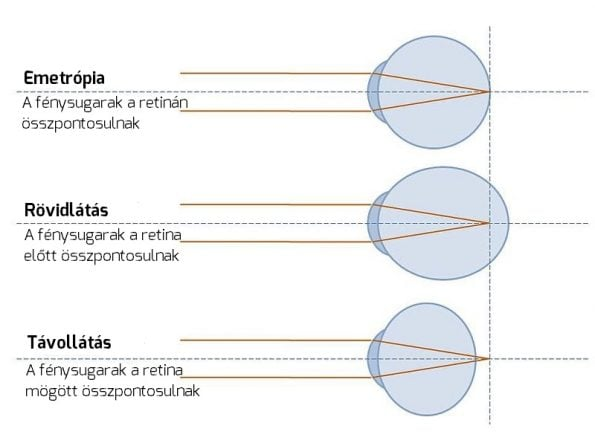 Emetrópia
A fénysugarak a retinán
összpontosulnak
Rövidlátás
A fénysugarak a retina
előtt összpontosulnak
Távollátás
A fénysugarak a retina
mögött összpontosulnak